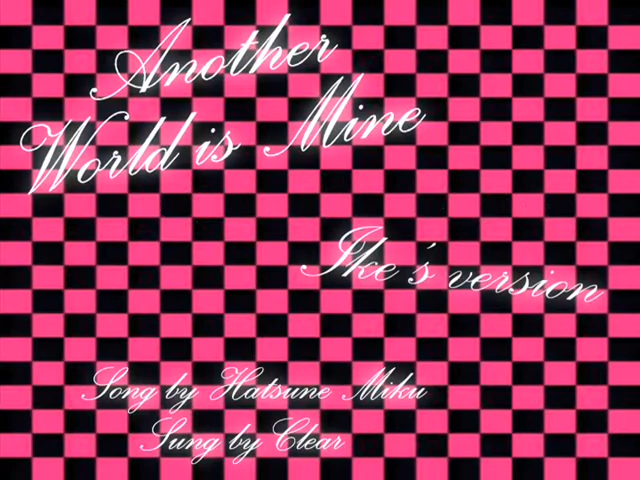 Another
World is Mine
Ike's version
Song by Hatsune Miku
Sung by Clear